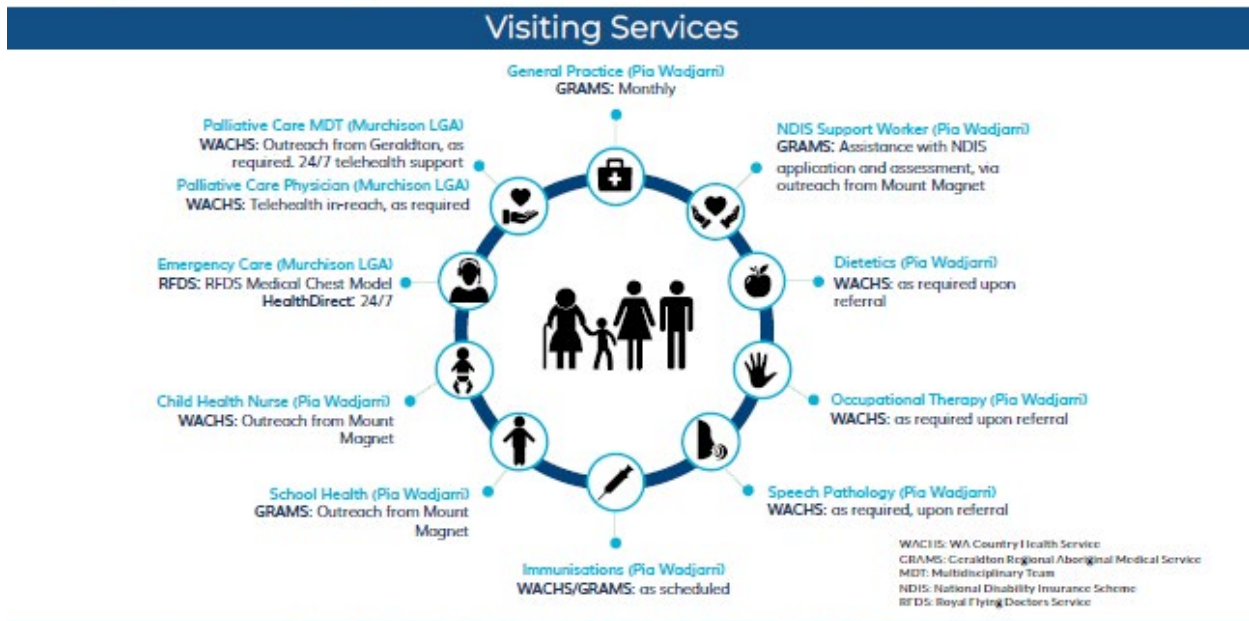 Visiting Services
General Practice (Pia Wadjarri)
GRAMS: Monthly
Palliative Care MDT (Murchison LGA)
WACHS: Outreach from Geraldton, as
required. 24/7 telehealth support
Palliative Care Physician (Murchison LGA)
WACHS: Telehealth in-reach, as required
NDIS Support Worker (Pia Wadjarri)
GRAMS: Assistance with NDIS
application and assessment, via
outreach from Mount Magnet
Emergency Care (Murchison LGA)
RFDS: RFDS Medical Chest Model
HealthDirect: 24/7
Dietetics (Pia Wadjarri)
WACHS: as required upon
referral
Child Health Nurse (Pia Wadjarri)
WACHS: Outreach from Mount
Magnet
Occupational Therapy (Pia Wadjarri)
WACHS: as required upon referral
School Health (Pia Wadjarri)
GRAMS: Outreach from Mount
Magnet
Speech Pathology (Pia Wadjarri)
WACHS: as required, upon referral
Immunisations (Pia Wadjarri)
WACHS/GRAMS: as scheduled
WACHS: WA Country Health Service
GRAMS: Geraldton Regional Aboriginal Medical Service
MDT: Multidisciplinary Team
NDIS: National Disability Insurance Scheme
RFDS: Royal Flying Doctors Service